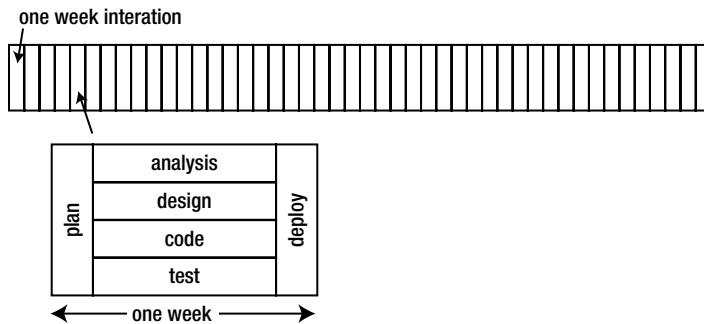 one week interation
plan
analysis
design
code
test
deploy
one week